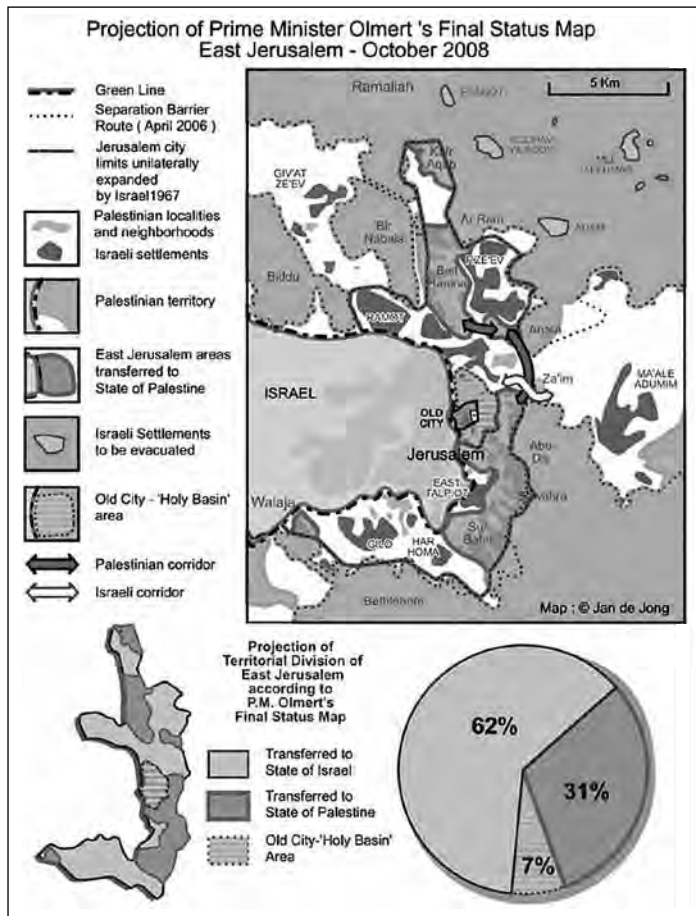 Projection of Prime Minister Olmert 's Final Status Map
East Jerusalem - October 2008
Green Line
Separation Barrier
Route ( April 2006 )
Jerusalem city
limits unilaterally
expanded
by Israel1967
Palestinian localities
and neighborhoods
Israeli settlements
Palestinian territory
East Jerusalem areas
transferred to
State of Palestine
Israeli Settlements
to be evacuated
Old City - 'Holy Basin'
area
Palestinian corridor
Israeli corridor
Ramallah
5 Km
Kafr
Aqab
GIV'AT
ZE'EV
Ar Ram
Bir
Nabala
ADAM
Biddu
Beit
Hanina
P.ZE'EV
RAMOT
Anata
Za'im
ISRAEL
MA'ALE
ADUMIM
OLD
CITY
Jerusalem
Abu
Dis
EAST
TALPIOT
Walaja
Sur
Bahir
GILO
HAR
HOMA
Bethlehem
Map : © Jan de Jong
Projection of
Territorial Division of
East Jerusalem
according to
P.M. Olmert's
Final Status Map
Transferred to
State of Israel
Transferred to
State of Palestine
Old City-'Holy Basin'
Area
62%
31%
7%